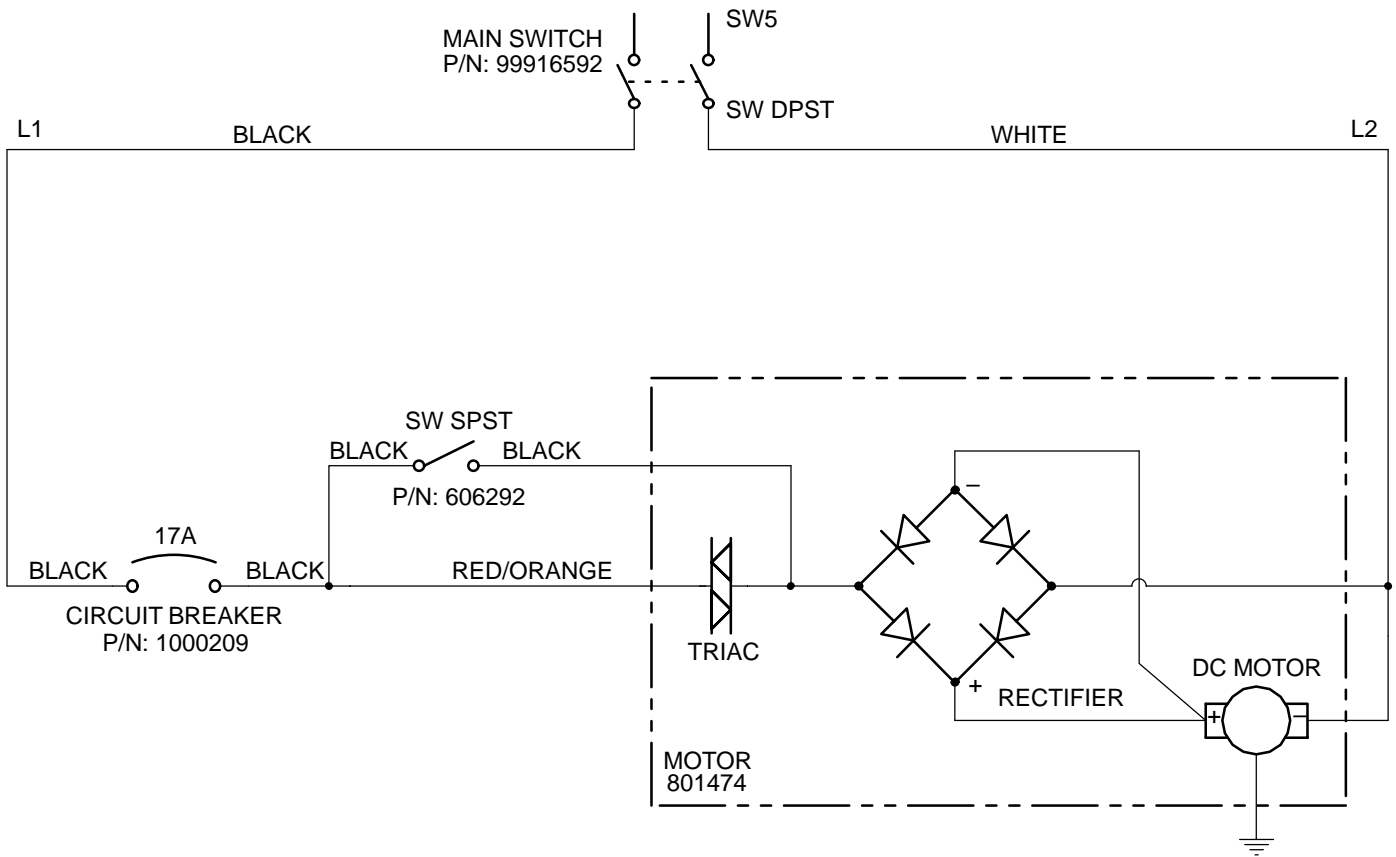 SW5
MAIN SWITCH
P/N: 99916592
SW DPST
L1
BLACK
WHITE
L2
SW SPST
BLACK
BLACK
P/N: 606292
17A
BLACK
BLACK
RED/ORANGE
CIRCUIT BREAKER
P/N: 1000209
TRIAC
−
+
RECTIFIER
DC MOTOR
+
−
MOTOR
801474